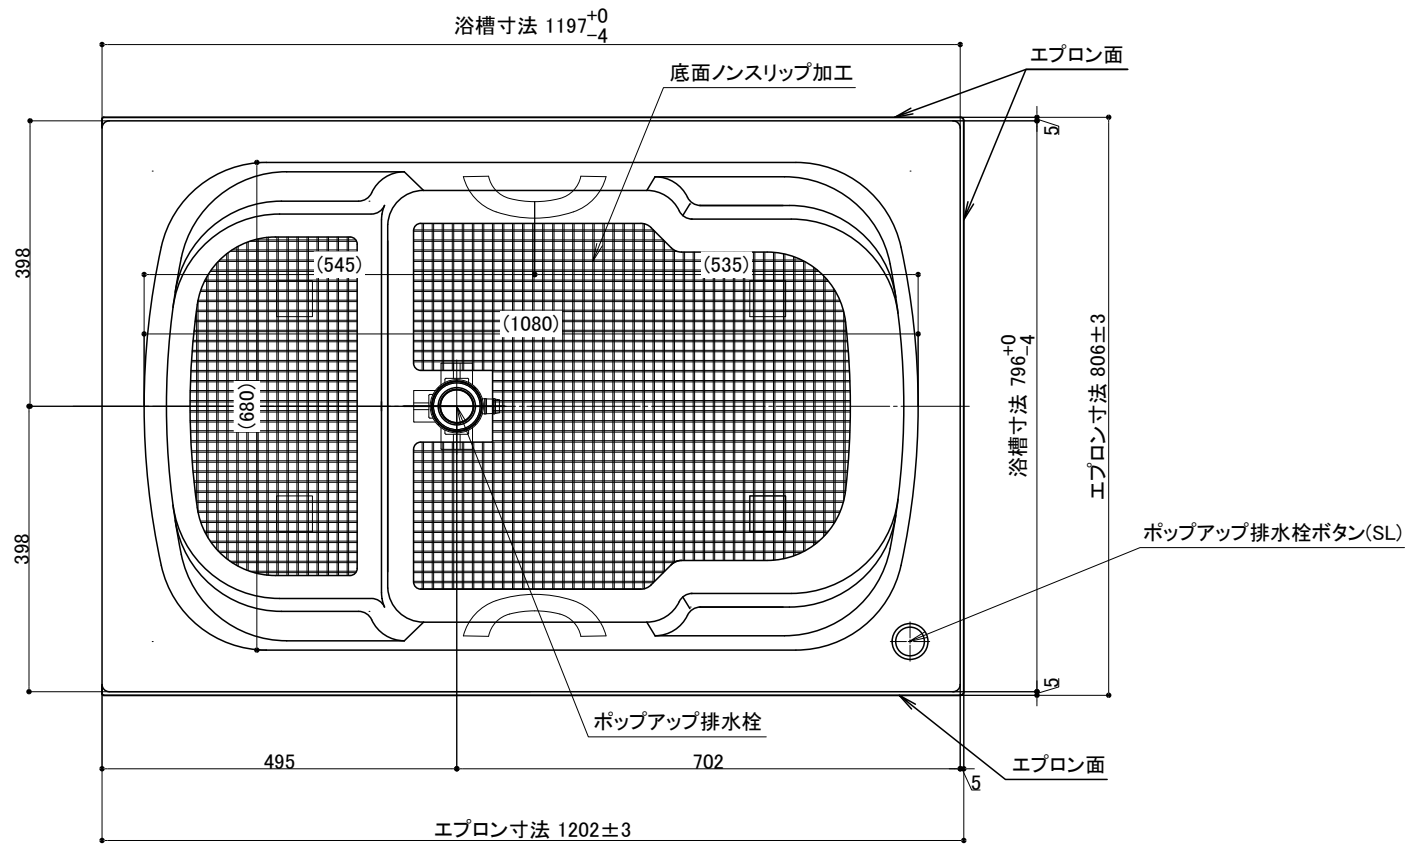 浴槽寸法 1197+0-4
エプロン面
底面ノンスリップ加工
5
398
(545)
(535)
(1080)
(680)
浴槽寸法 796+0-4
エプロン寸法 806±3
398
ポップアップ排水栓ボタン(SL)
5
ポップアップ排水栓
495
702
エプロン面
5
エプロン寸法 1202±3